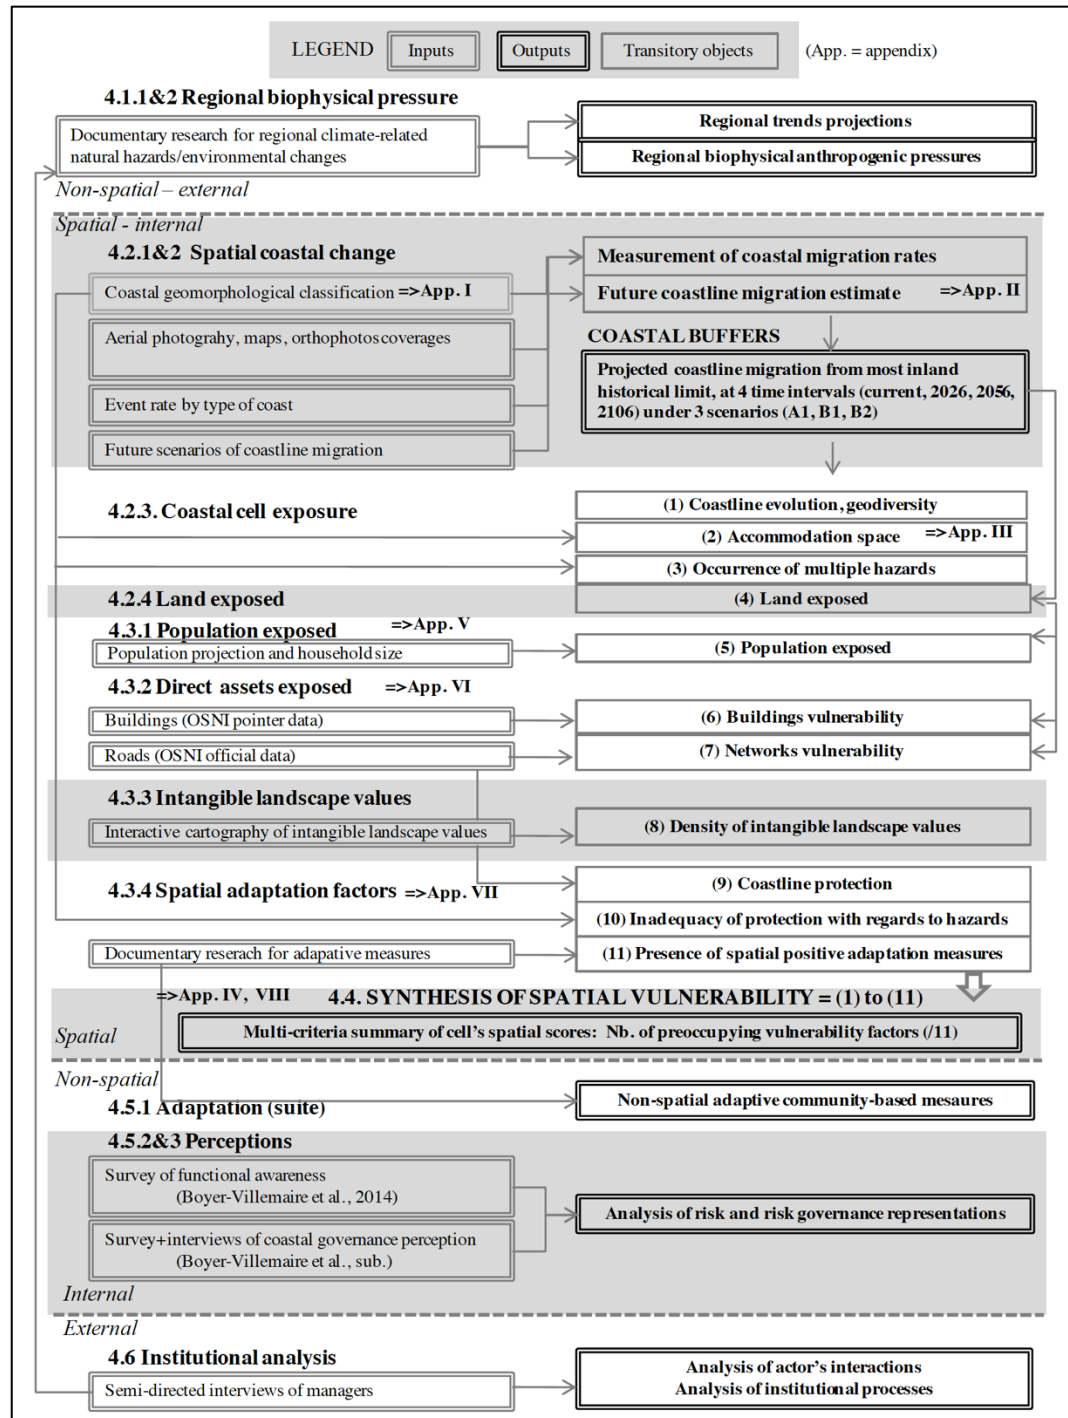 LEGEND Inputs Outputs Transitory objects (App. = appendix)
4.1.1&2 Regional biophysical pressure
Documentary research for regional climate-related
natural hazards/environmental changes
Regional trends projections
Regional biophysical anthropogenic pressures
Non-spatial – external
Spatial - internal
4.2.1&2 Spatial coastal change
Coastal geomorphological classification =>App. I
Aerial photograhy, maps, orthophotos coverages
Event rate by type of coast
Future scenarios of coastline migration
Measurement of coastal migration rates
Future coastline migration estimate =>App. II
COASTAL BUFFERS
Projected coastline migration from most inland
historical limit, at 4 time intervals (current, 2026, 2056,
2106) under 3 scenarios (A1, B1, B2)
4.2.3. Coastal cell exposure
(1) Coastline evolution, geodiversity
(2) Accommodation space =>App. III
(3) Occurrence of multiple hazards
4.2.4 Land exposed
(4) Land exposed
4.3.1 Population exposed =>App. V
Population projection and household size
(5) Population exposed
4.3.2 Direct assets exposed =>App. VI
Buildings (OSNI pointer data)
(6) Buildings vulnerability
Roads (OSNI official data)
(7) Networks vulnerability
4.3.3 Intangible landscape values
Interactive cartography of intangible landscape values
(8) Density of intangible landscape values
4.3.4 Spatial adaptation factors =>App. VII
(9) Coastline protection
(10) Inadequacy of protection with regards to hazards
Documentary reserach for adaptive measures
(11) Presence of spatial positive adaptation measures
=>App. IV, VIII
4.4. SYNTHESIS OF SPATIAL VULNERABILITY = (1) to (11)
Multi-criteria summary of cell's spatial scores: Nb. of preoccupying vulnerability factors (/11)
Spatial
Non-spatial
4.5.1 Adaptation (suite)
Non-spatial adaptive community-based mesaures
4.5.2&3 Perceptions
Survey of functional awareness
(Boyer-Villemaire et al., 2014)
Survey+interviews of coastal governance perception
(Boyer-Villemaire et al., sub.)
Analysis of risk and risk governance representations
Internal
External
4.6 Institutional analysis
Semi-directed interviews of managers
Analysis of actor's interactions
Analysis of institutional processes